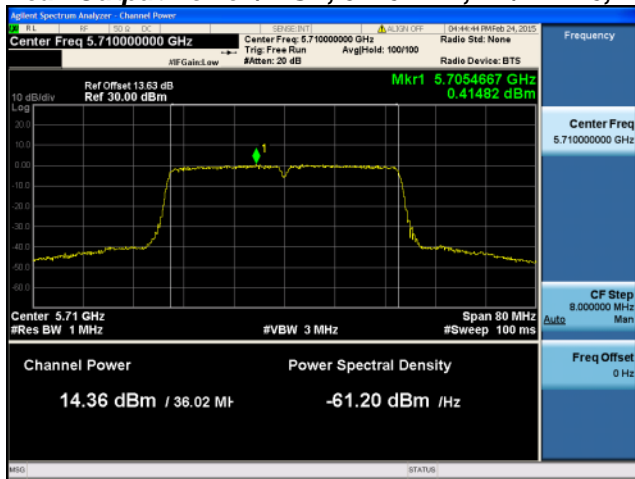 Agilent Spectrum Analyzer - Channel Power
RL RF 50 Ω DC SENSE:INT ALIGN OFF 04:44:44 PM Feb 24, 2015
Center Freq 5.710000000 GHz
Center Freq: 5.710000000 GHz
Radio Std: None
Trig: Free Run Avg|Hold: 100/100
#IFGain:Low #Atten: 20 dB Radio Device: BTS
Frequency
Mkr1 5.7054667 GHz
0.41482 dBm
Ref Offset 13.63 dB
10 dB/div Ref 30.00 dBm
Log
20.0
10.0
0.00
-10.0
-20.0
-30.0
-40.0
-50.0
-60.0
1
Center Freq
5.710000000 GHz
Center 5.71 GHz Span 80 MHz
#Res BW 1 MHz #VBW 3 MHz #Sweep 100 ms
CF Step
8.000000 MHz
Auto Man
Freq Offset
0 Hz
Channel Power Power Spectral Density
14.36 dBm / 36.02 MH -61.20 dBm /Hz
MSG STATUS